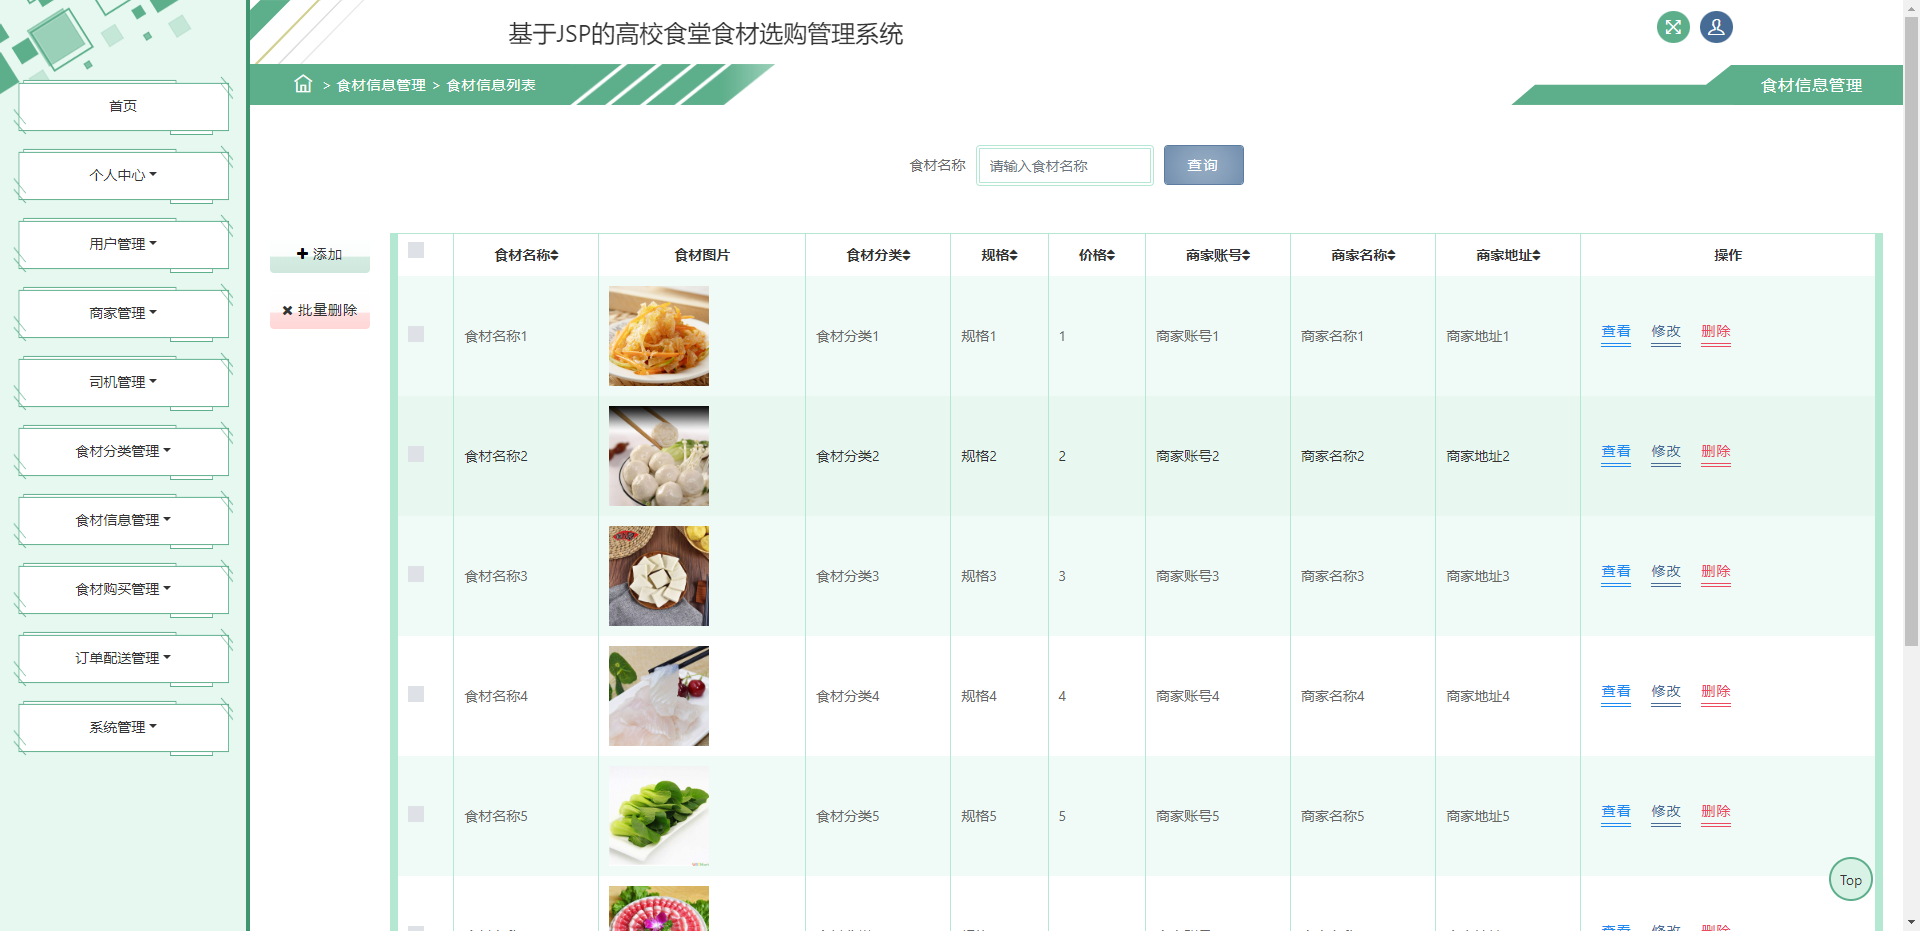 基于JSP的高校食堂食材选购管理系统
> 食材信息管理 > 食材信息列表
食材信息管理
首页
个人中心
用户管理
商家管理
司机管理
食材分类管理
食材信息管理
食材购买管理
订单配送管理
系统管理
食材名称 请输入食材名称 查询
添加
批量删除
食材名称 食材图片 食材分类 规格 价格 商家账号 商家名称 商家地址 操作
食材名称1 食材分类1 规格1 1 商家账号1 商家名称1 商家地址1 查看 修改 删除
食材名称2 食材分类2 规格2 2 商家账号2 商家名称2 商家地址2 查看 修改 删除
食材名称3 食材分类3 规格3 3 商家账号3 商家名称3 商家地址3 查看 修改 删除
食材名称4 食材分类4 规格4 4 商家账号4 商家名称4 商家地址4 查看 修改 删除
食材名称5 食材分类5 规格5 5 商家账号5 商家名称5 商家地址5 查看 修改 删除
Top